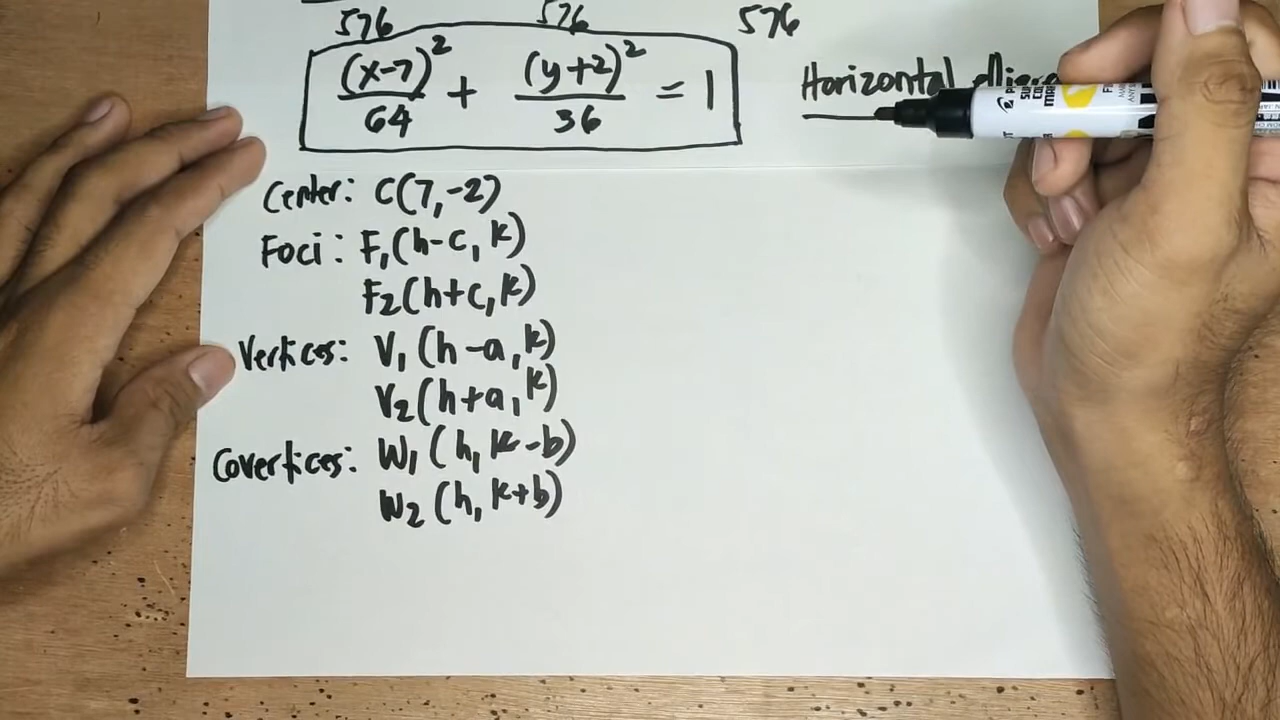 576 576 576
(x-7)² / 64 + (y+2)² / 36 = 1
Horizontal
Center: C(7,-2)
Foci: F₁(h-c, k)
F₂(h+c, k)
Vertices: V₁(h-a, k)
V₂(h+a, k)
Covertices: W₁(h, k-b)
W₂(h, k+b)